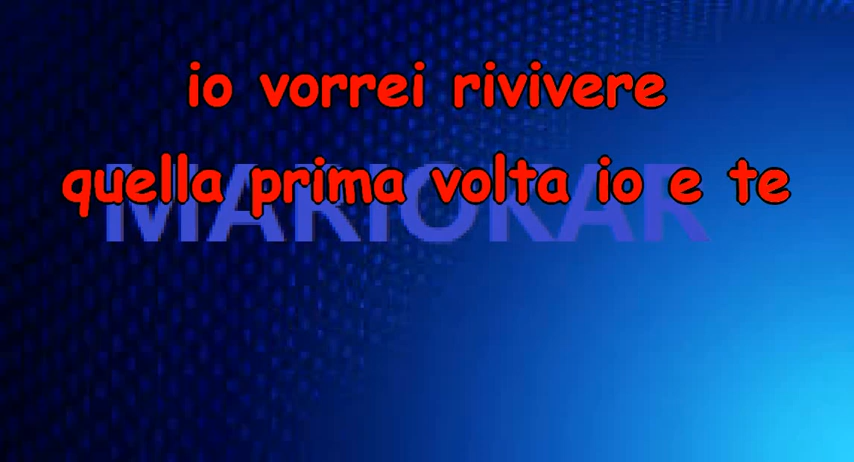 io vorrei rivivere
quella prima volta io e te
MARIOKAR